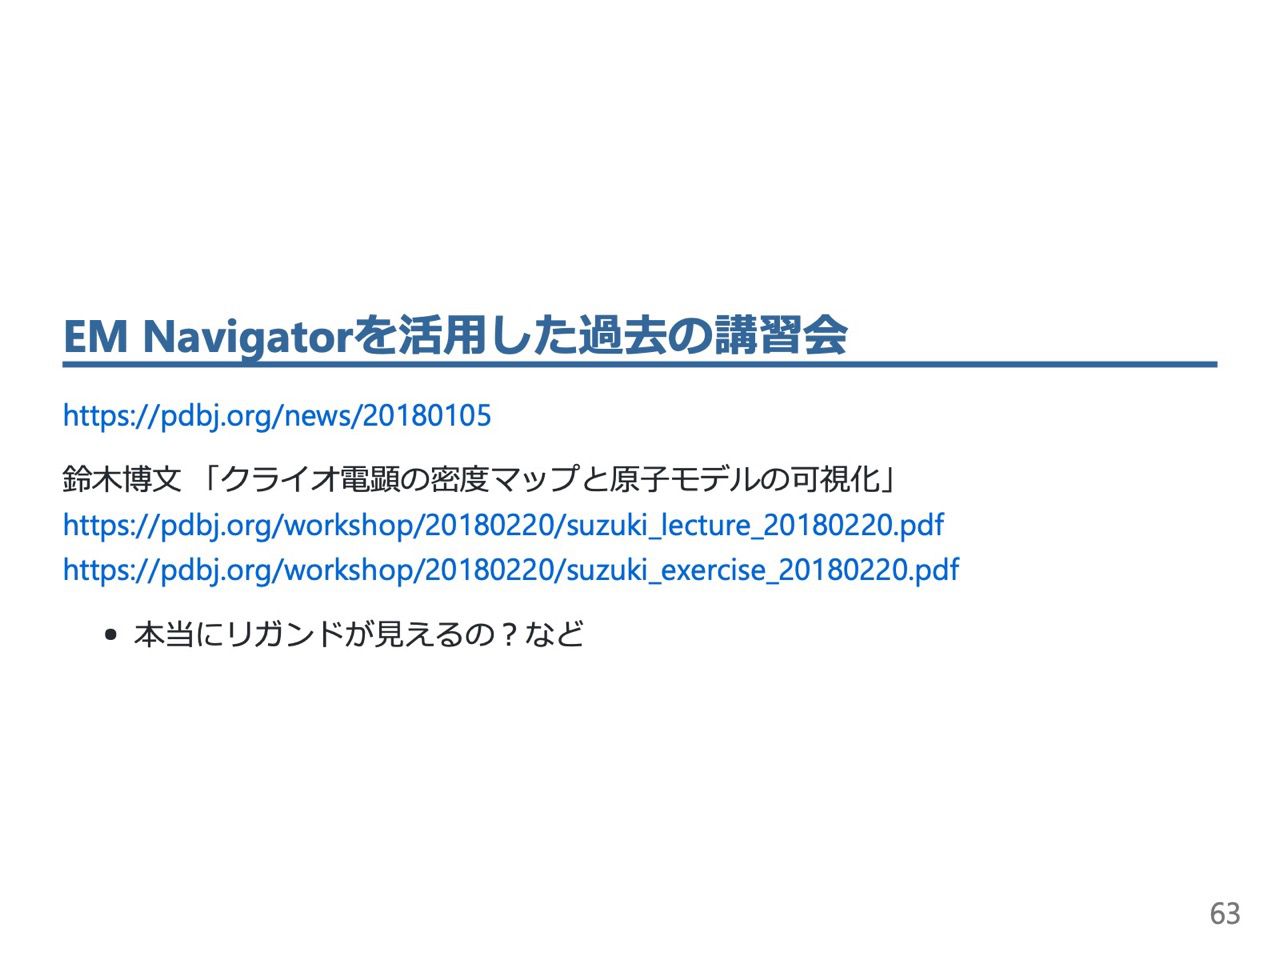 EM Navigatorを活用した過去の講習会
https://pdbj.org/news/20180105
鈴木博文 「クライオ電顕の密度マップと原子モデルの可視化」
https://pdbj.org/workshop/20180220/suzuki_lecture_20180220.pdf
https://pdbj.org/workshop/20180220/suzuki_exercise_20180220.pdf
• 本当にリガンドが見えるの？など
63